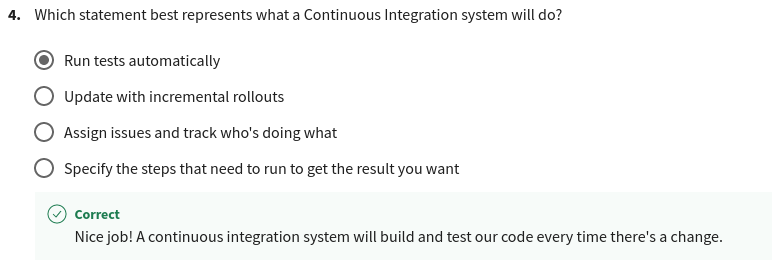 4. Which statement best represents what a Continuous Integration system will do?
Run tests automatically
Update with incremental rollouts
Assign issues and track who's doing what
Specify the steps that need to run to get the result you want
Correct
Nice job! A continuous integration system will build and test our code every time there's a change.